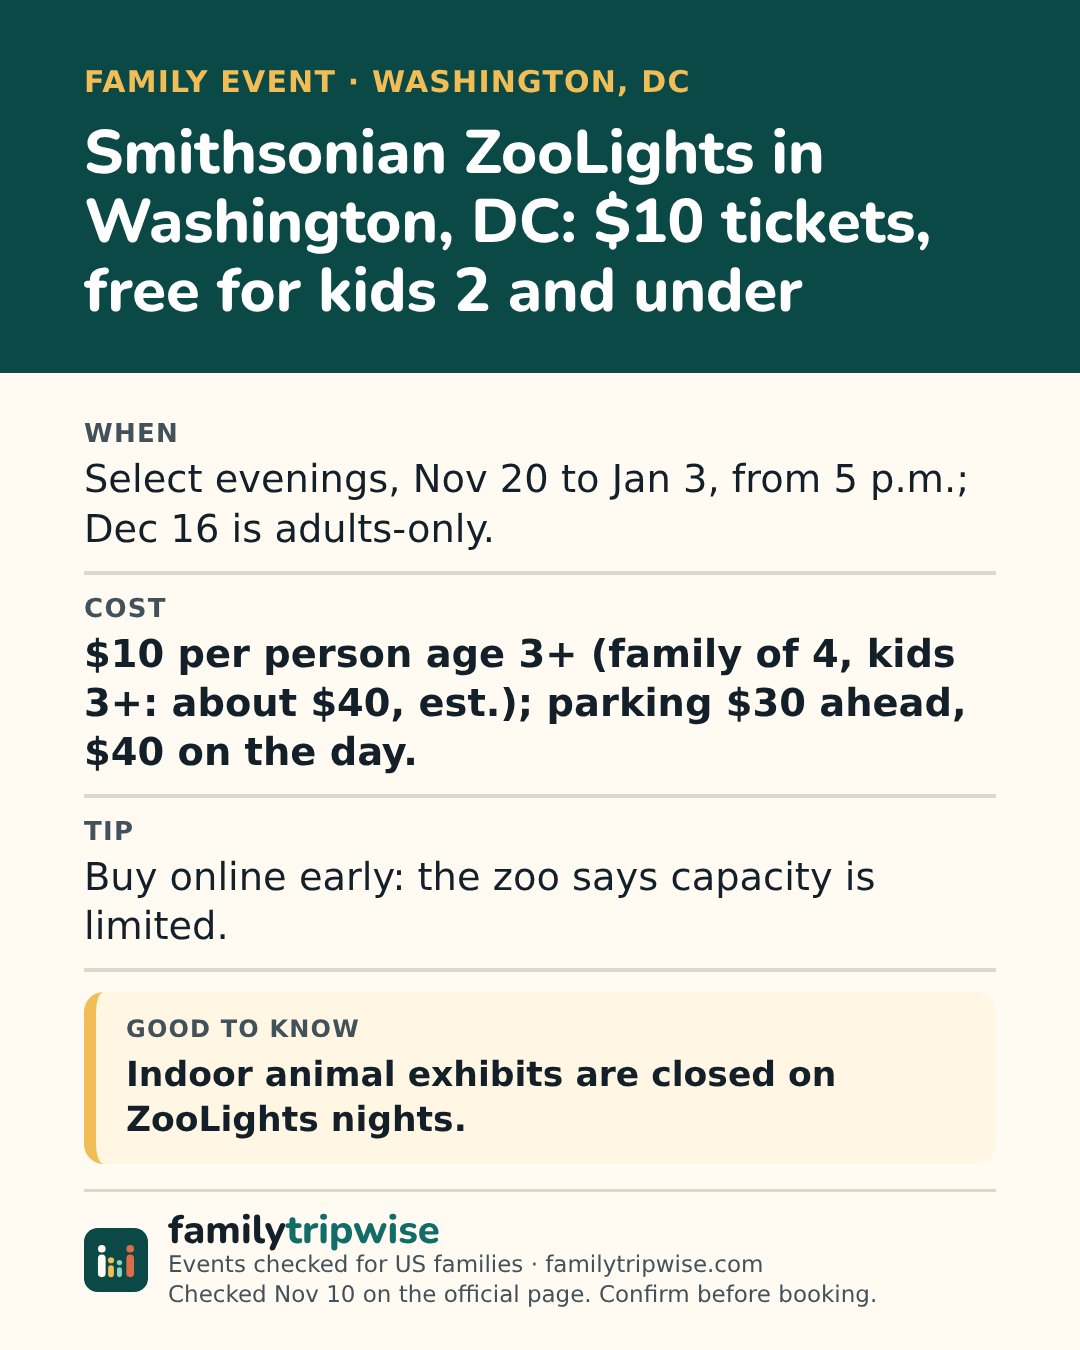 FAMILY EVENT · WASHINGTON, DC
Smithsonian ZooLights in
Washington, DC: $10 tickets,
free for kids 2 and under
WHEN
Select evenings, Nov 20 to Jan 3, from 5 p.m.;
Dec 16 is adults-only.
COST
$10 per person age 3+ (family of 4, kids
3+: about $40, est.); parking $30 ahead,
$40 on the day.
TIP
Buy online early: the zoo says capacity is
limited.
GOOD TO KNOW
Indoor animal exhibits are closed on
ZooLights nights.
familytripwise
Events checked for US families · familytripwise.com
Checked Nov 10 on the official page. Confirm before booking.